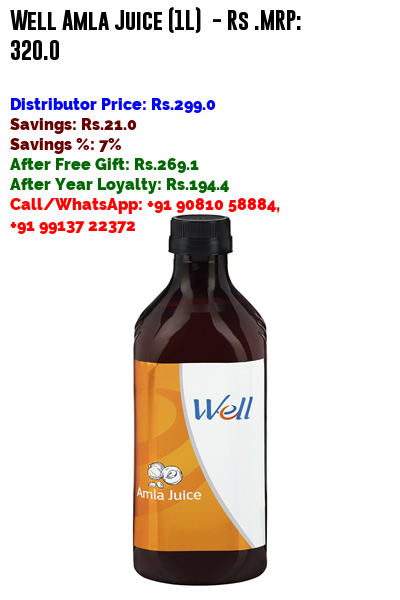 Well Amla Juice (1L) - Rs .MRP:
320.0
Distributor Price: Rs.299.0
Savings: Rs.21.0
Savings %: 7%
After Free Gift: Rs.269.1
After Year Loyalty: Rs.194.4
Call/WhatsApp: +91 90810 58884,
+91 99137 22372
Well
Amla Juice